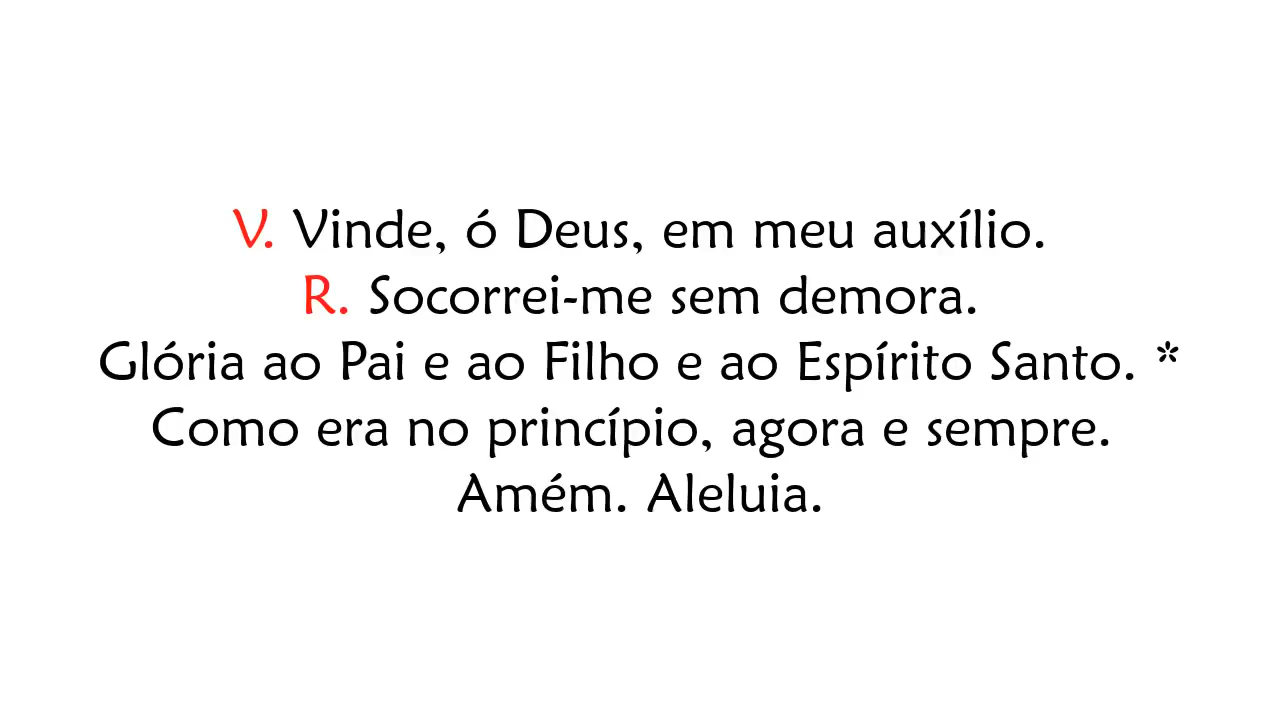 V. Vinde, ó Deus, em meu auxílio.
R. Socorrei-me sem demora.
Glória ao Pai e ao Filho e ao Espírito Santo. *
Como era no princípio, agora e sempre.
Amém. Aleluia.